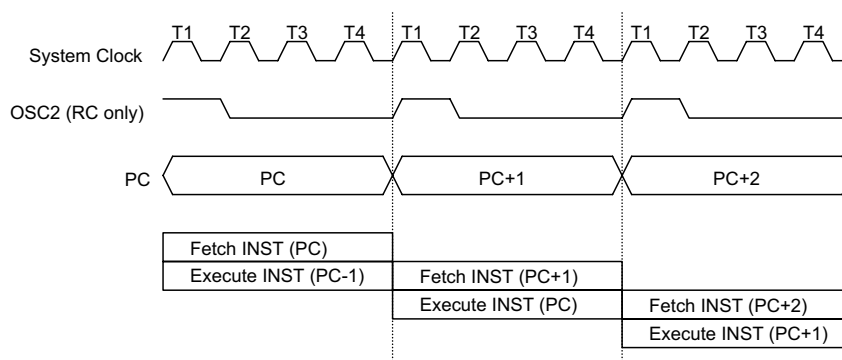 T1 T2 T3 T4 T1 T2 T3 T4 T1 T2 T3 T4
System Clock
OSC2 (RC only)
PC PC PC+1 PC+2
Fetch INST (PC)
Execute INST (PC-1) Fetch INST (PC+1)
Execute INST (PC) Fetch INST (PC+2)
Execute INST (PC+1)